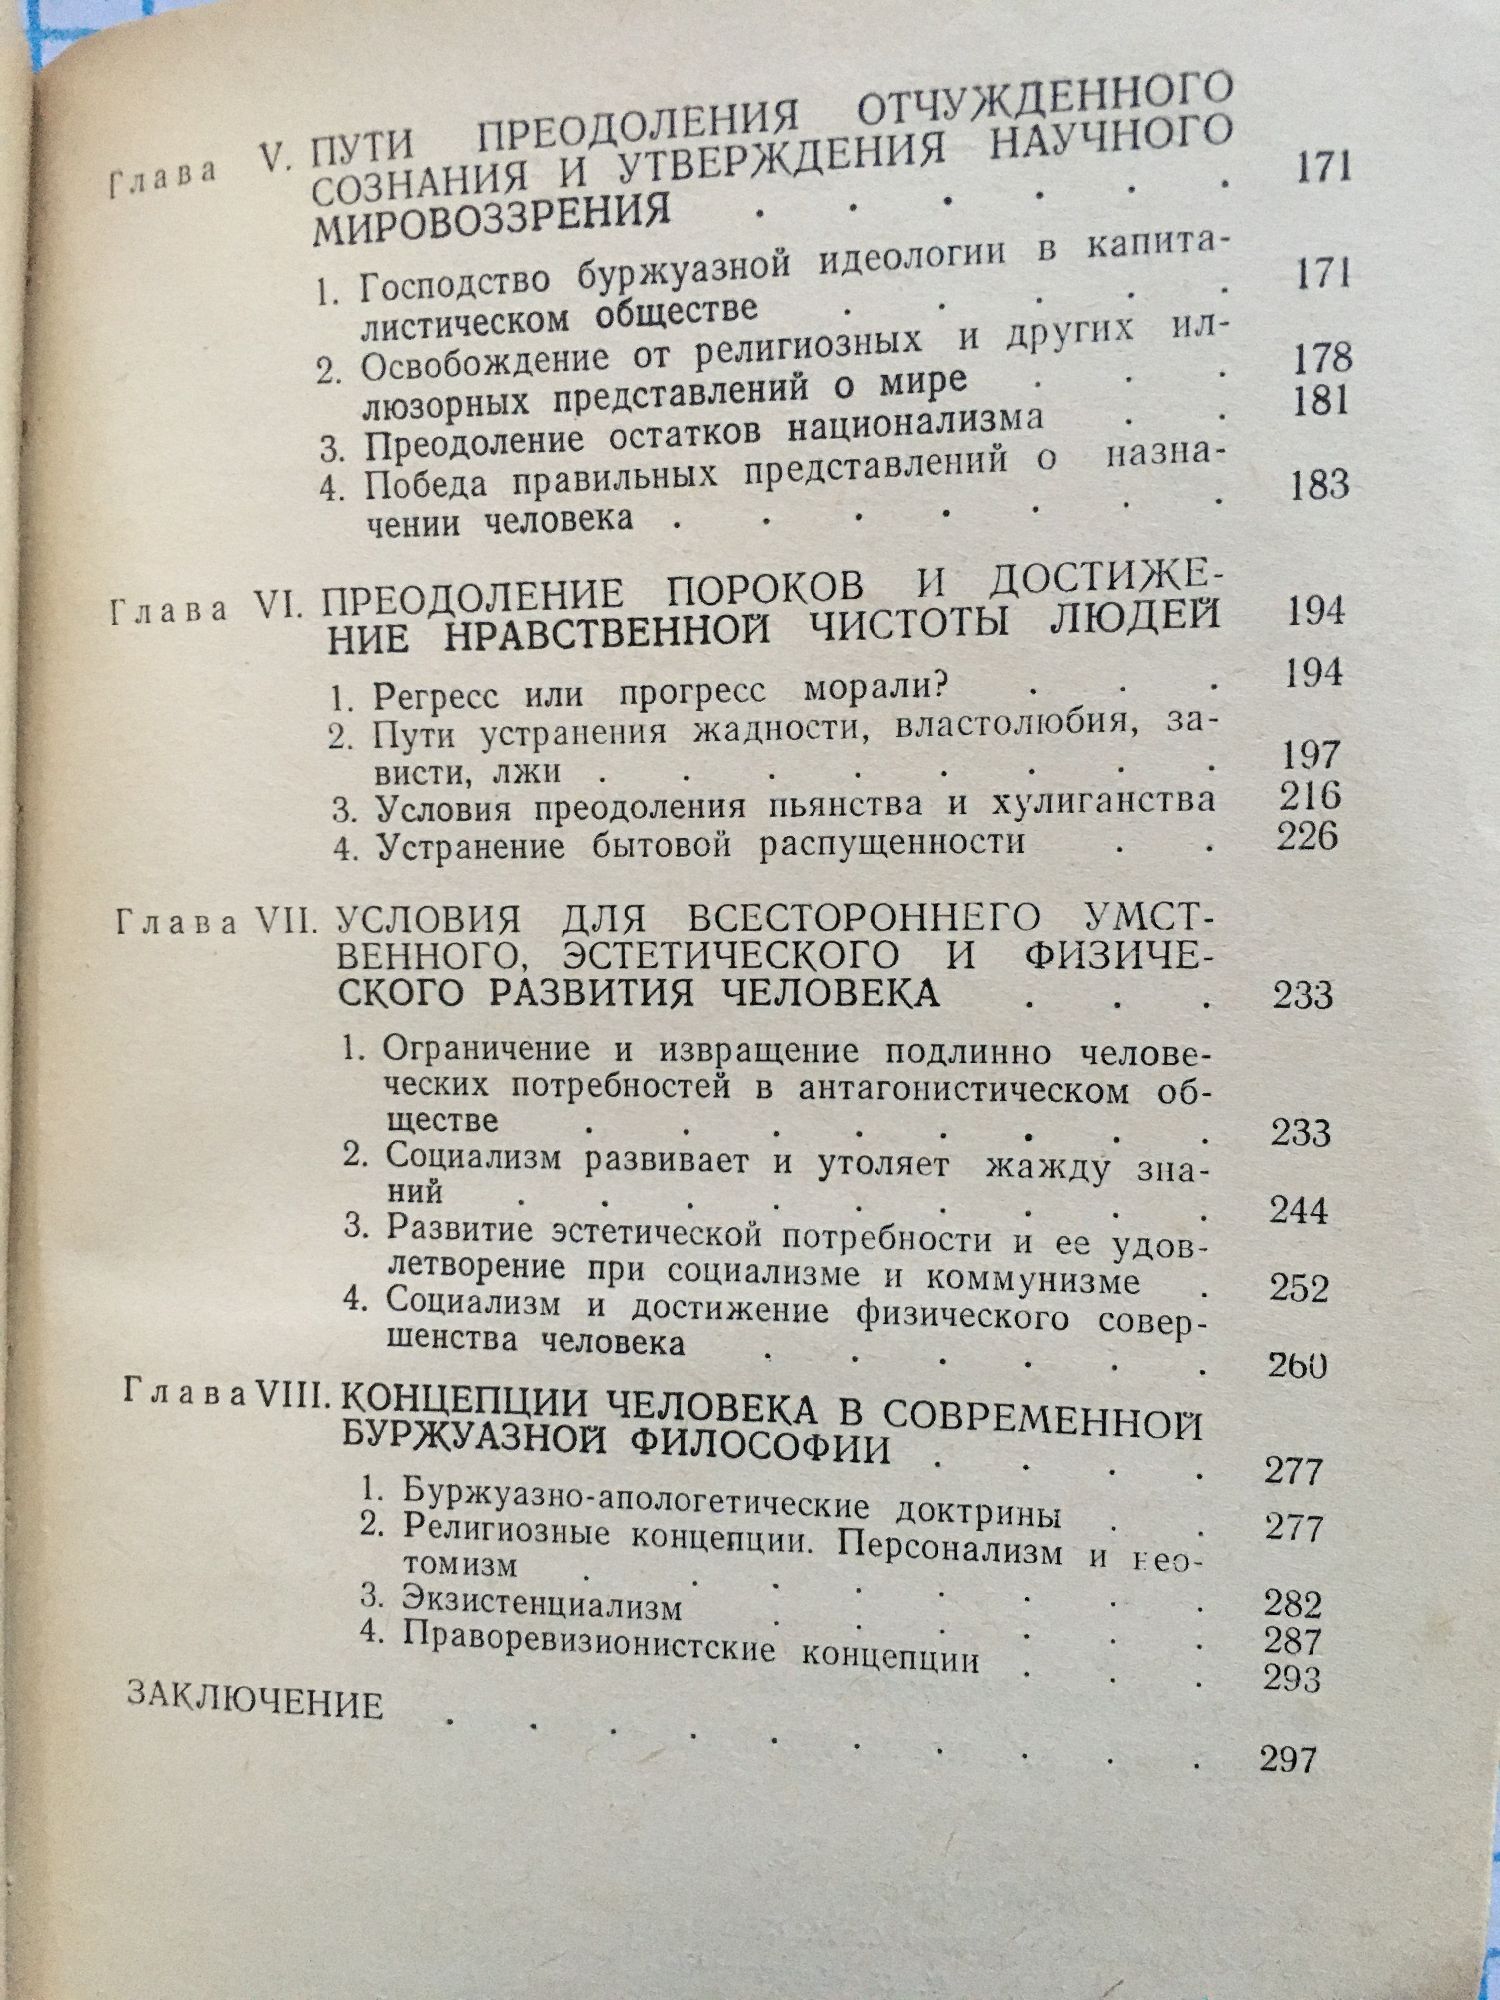 Глава V. ПУТИ ПРЕОДОЛЕНИЯ ОТЧУЖДЕННОГО
СОЗНАНИЯ И УТВЕРЖДЕНИЯ НАУЧНОГО
МИРОВОЗЗРЕНИЯ . . . . . . 171
1. Господство буржуазной идеологии в капита-
листическом обществе . . . . . 171
2. Освобождение от религиозных и других ил-
люзорных представлений о мире . . . 178
3. Преодоление остатков национализма . . 181
4. Победа правильных представлений о назна-
чении человека . . . . . . . 183
Глава VI. ПРЕОДОЛЕНИЕ ПОРОКОВ И ДОСТИЖЕ-
НИЕ НРАВСТВЕННОЙ ЧИСТОТЫ ЛЮДЕЙ 194
1. Регресс или прогресс морали? . . . 194
2. Пути устранения жадности, властолюбия, за-
висти, лжи . . . . . . . . 197
3. Условия преодоления пьянства и хулиганства 216
4. Устранение бытовой распущенности . . 226
Глава VII. УСЛОВИЯ ДЛЯ ВСЕСТОРОННЕГО УМСТ-
ВЕННОГО, ЭСТЕТИЧЕСКОГО И ФИЗИЧЕ-
СКОГО РАЗВИТИЯ ЧЕЛОВЕКА . . . 233
1. Ограничение и извращение подлинно челове-
ческих потребностей в антагонистическом об-
ществе . . . . . . . . 233
2. Социализм развивает и утоляет жажду зна-
ний . . . . . . . . . 244
3. Развитие эстетической потребности и ее удов-
летворение при социализме и коммунизме . 252
4. Социализм и достижение физического совер-
шенства человека . . . . . . 260
Глава VIII. КОНЦЕПЦИИ ЧЕЛОВЕКА В СОВРЕМЕННОЙ
БУРЖУАЗНОЙ ФИЛОСОФИИ . . . . 277
1. Буржуазно-апологетические доктрины . . 277
2. Религиозные концепции. Персонализм и нео-
томизм . . . . . . . . 282
3. Экзистенциализм . . . . . . 287
4. Праворевизионистские концепции . . . 293
ЗАКЛЮЧЕНИЕ . . . . . . . . . . 297